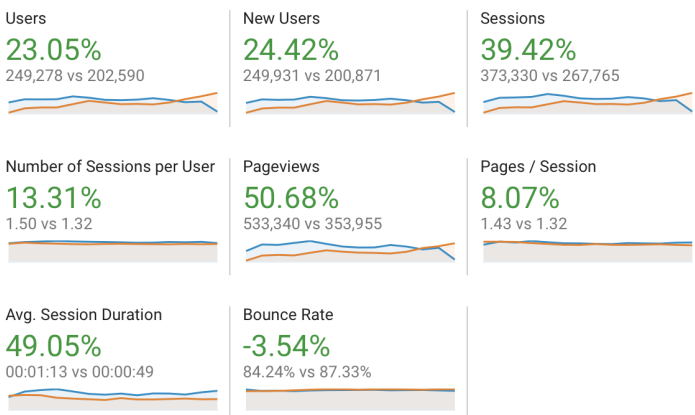 Users
23.05%
249,278 vs 202,590
New Users
24.42%
249,931 vs 200,871
Sessions
39.42%
373,330 vs 267,765
Number of Sessions per User
13.31%
1.50 vs 1.32
Pageviews
50.68%
533,340 vs 353,955
Pages / Session
8.07%
1.43 vs 1.32
Avg. Session Duration
49.05%
00:01:13 vs 00:00:49
Bounce Rate
-3.54%
84.24% vs 87.33%